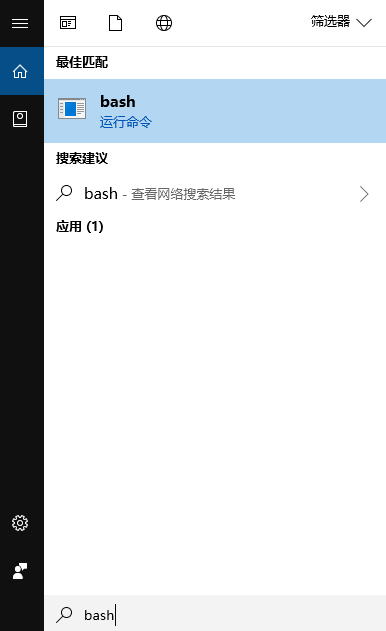 筛选器
最佳匹配
bash
运行命令
搜索建议
bash - 查看网络搜索结果
应用 (1)
bash